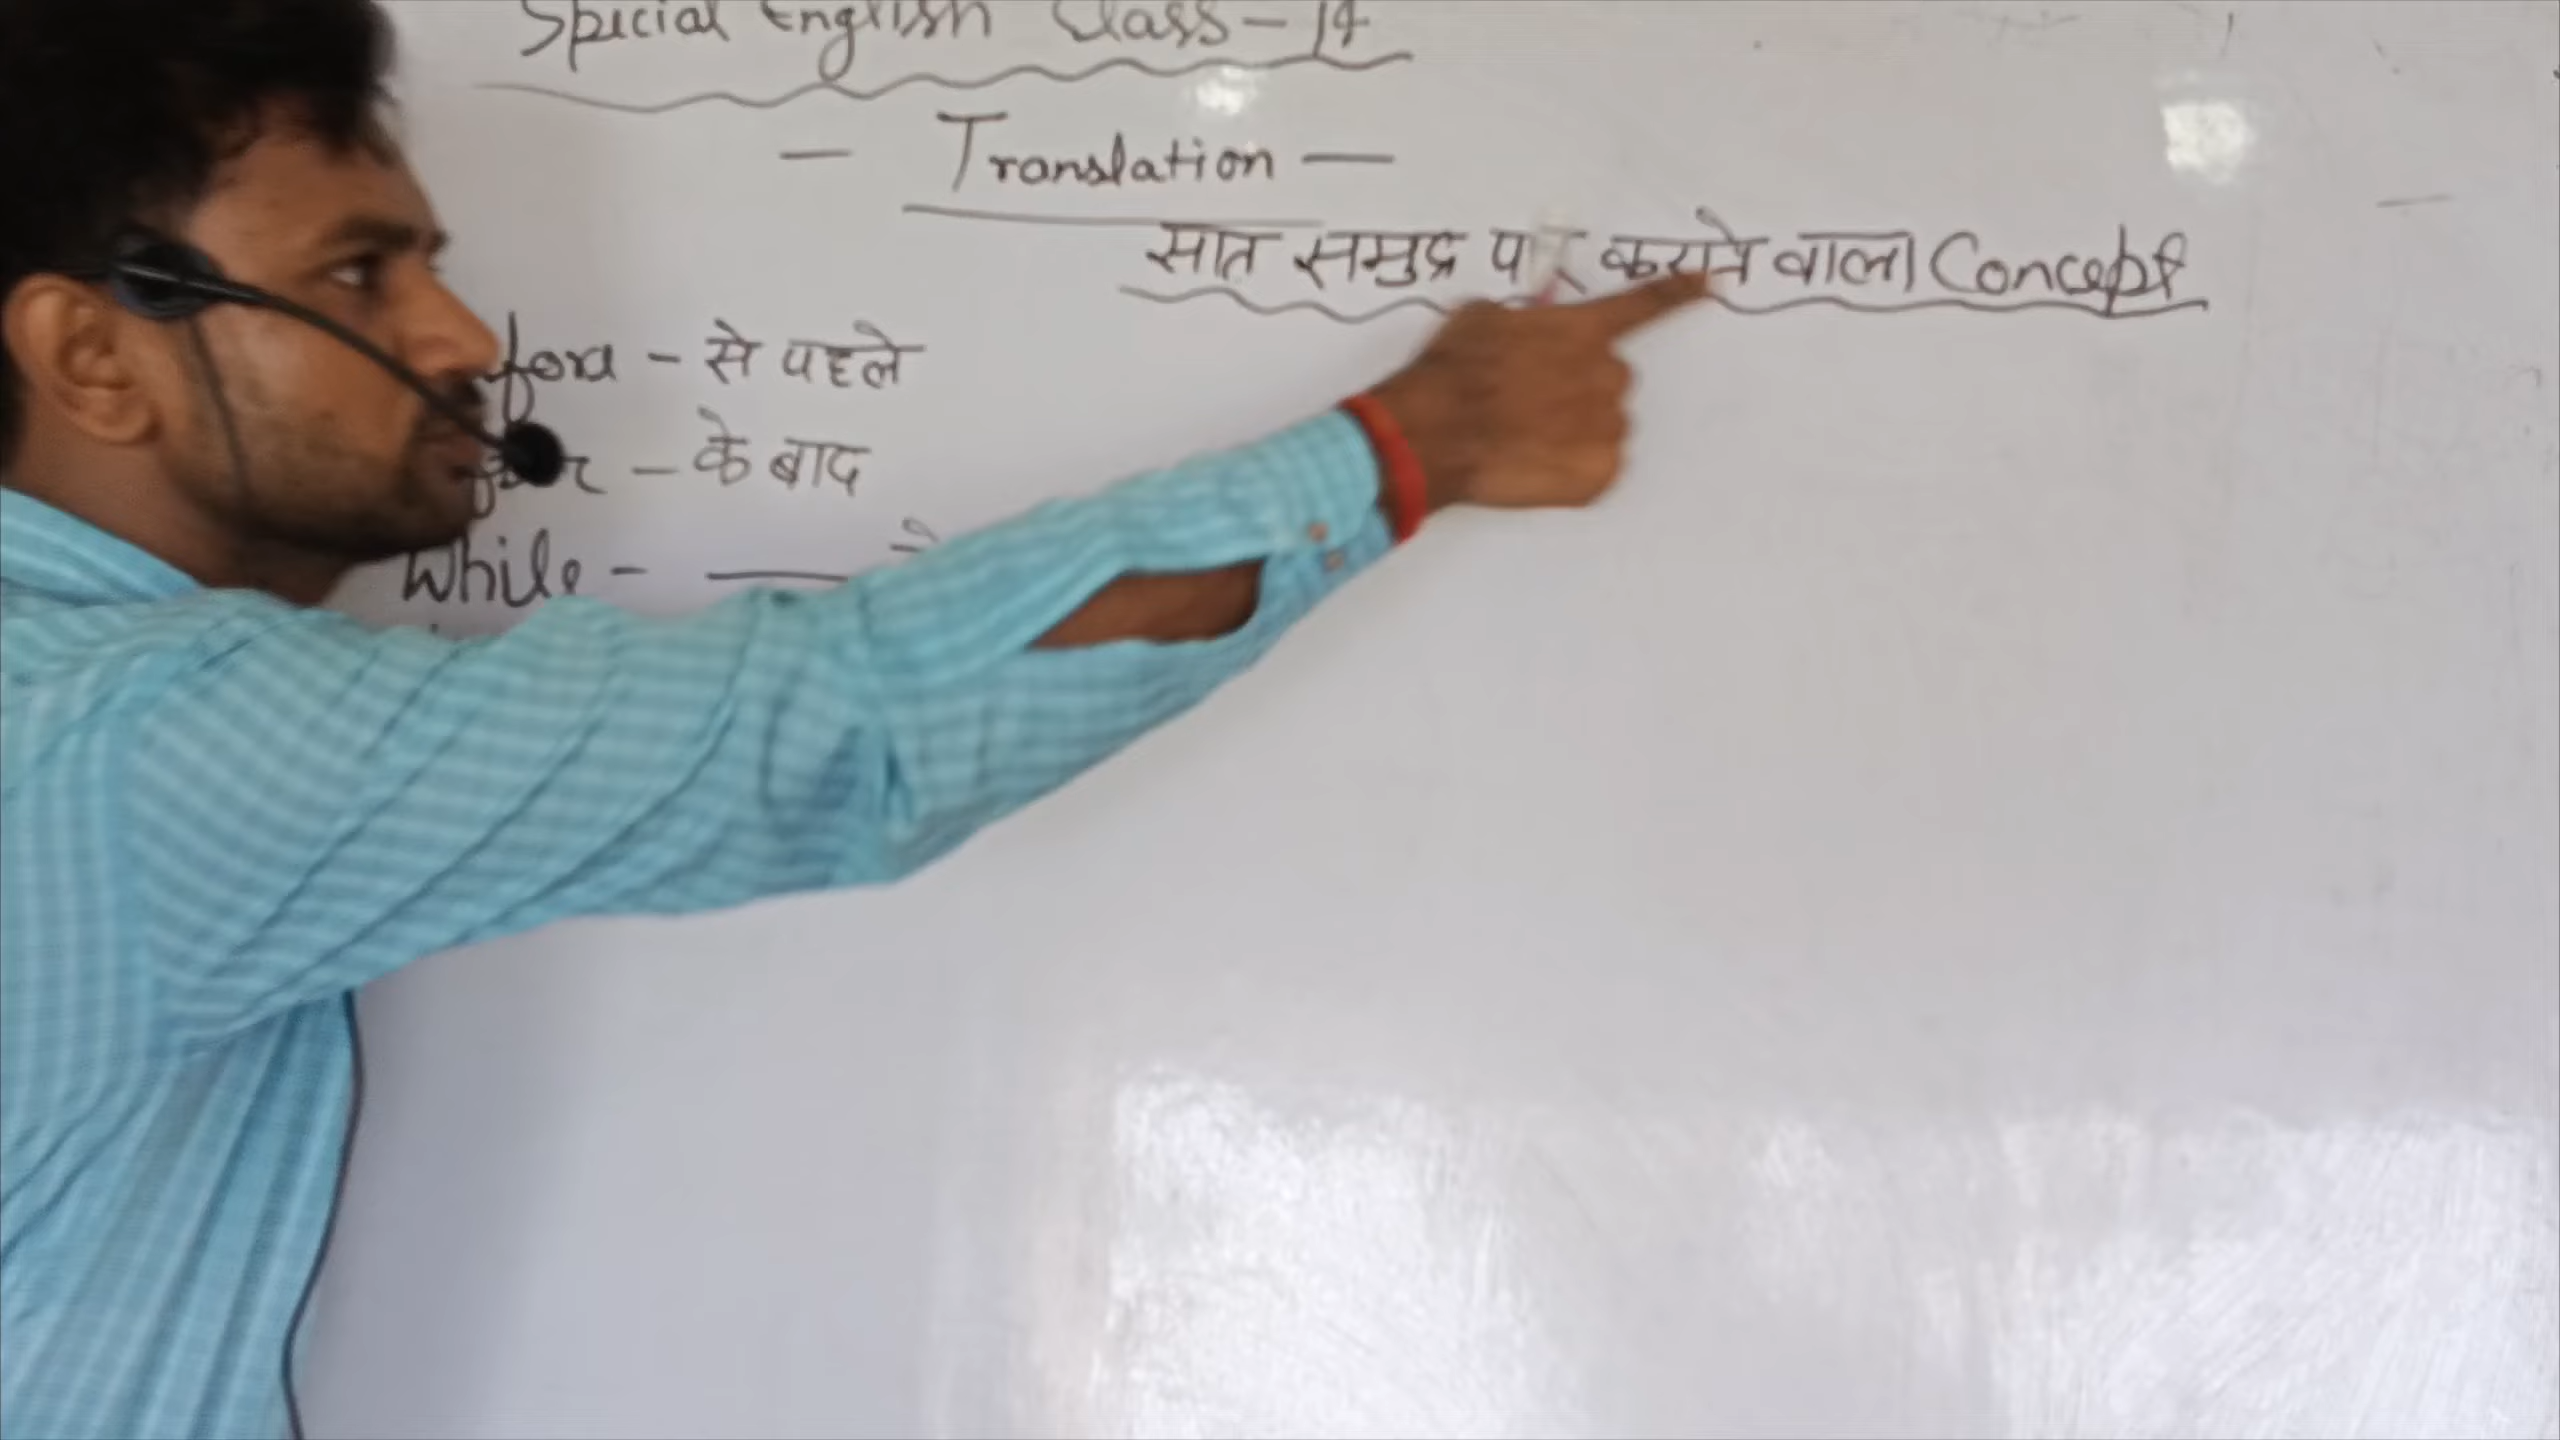 Special English Class - 14
- Translation -
सात समुद्र पार कराने वाला Concept
- से पहले
- के बाद
While -